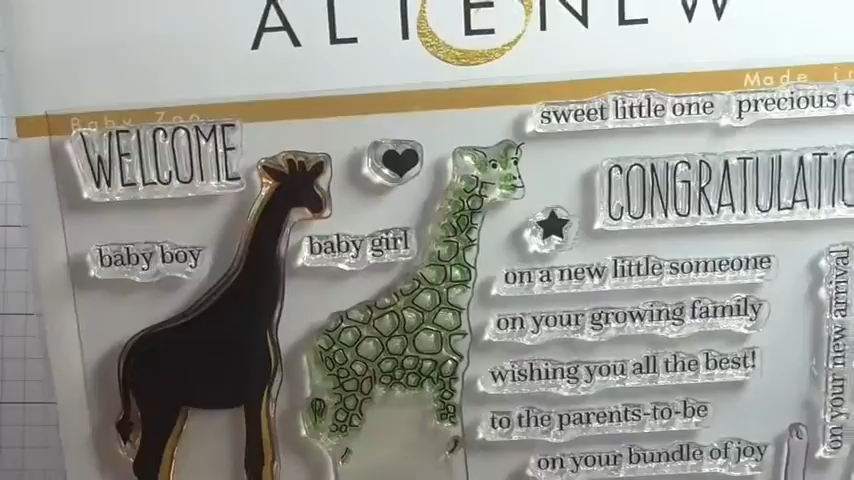 ALTENEW
Made in
Baby Zoo
sweet little one
precious t
WELCOME
CONGRATULATIO
baby boy
baby girl
on a new little someone
on your growing family
wishing you all the best!
to the parents-to-be
on your bundle of joy
on your new arrival